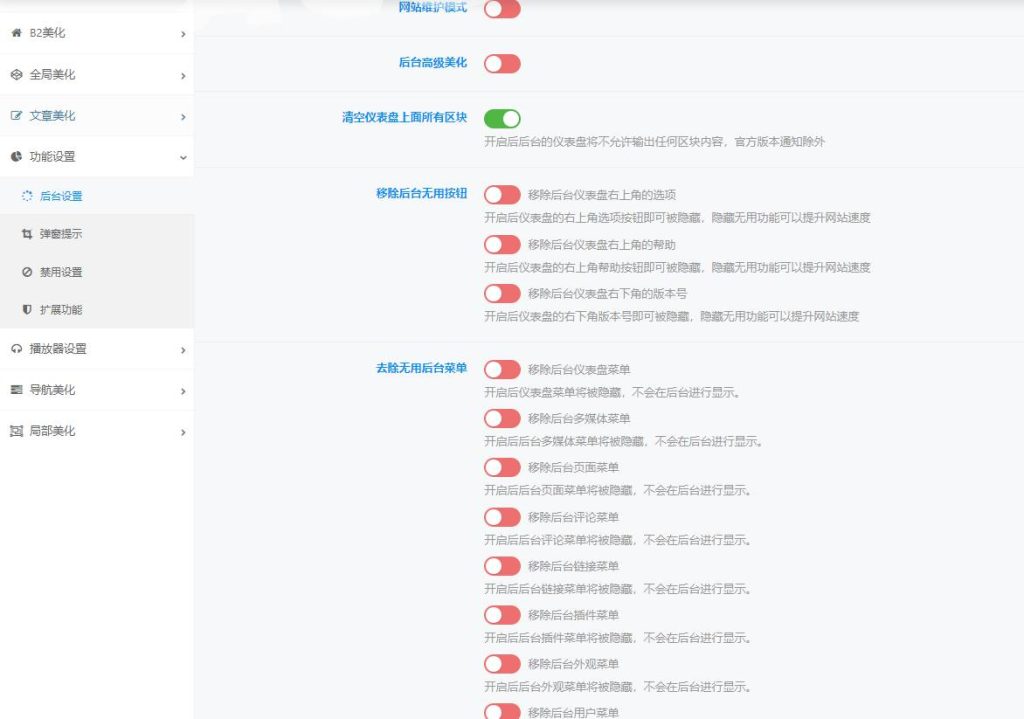 B2美化
全局美化
文章美化
功能设置
后台设置
弹窗提示
禁用设置
扩展功能
播放器设置
导航美化
局部美化
网站维护模式
后台高级美化
清空仪表盘上面所有区块
开启后后台的仪表盘将不允许输出任何区块内容，官方版本通知除外
移除后台无用按钮
移除后台仪表盘右上角的选项
开启后仪表盘的右上角选项按钮即可被隐藏，隐藏无用功能可以提升网站速度
移除后台仪表盘右上角的帮助
开启后仪表盘的右上角帮助按钮即可被隐藏，隐藏无用功能可以提升网站速度
移除后台仪表盘右下角的版本号
开启后仪表盘的右下角版本号即可被隐藏，隐藏无用功能可以提升网站速度
去除无用后台菜单
移除后台仪表盘菜单
开启后仪表盘菜单将被隐藏，不会在后台进行显示。
移除后台多媒体菜单
开启后后台多媒体菜单将被隐藏，不会在后台进行显示。
移除后台页面菜单
开启后后台页面菜单将被隐藏，不会在后台进行显示。
移除后台评论菜单
开启后后台评论菜单将被隐藏，不会在后台进行显示。
移除后台链接菜单
开启后后台链接菜单将被隐藏，不会在后台进行显示。
移除后台插件菜单
开启后后台插件菜单将被隐藏，不会在后台进行显示。
移除后台外观菜单
开启后后台外观菜单将被隐藏，不会在后台进行显示。
移除后台用户菜单